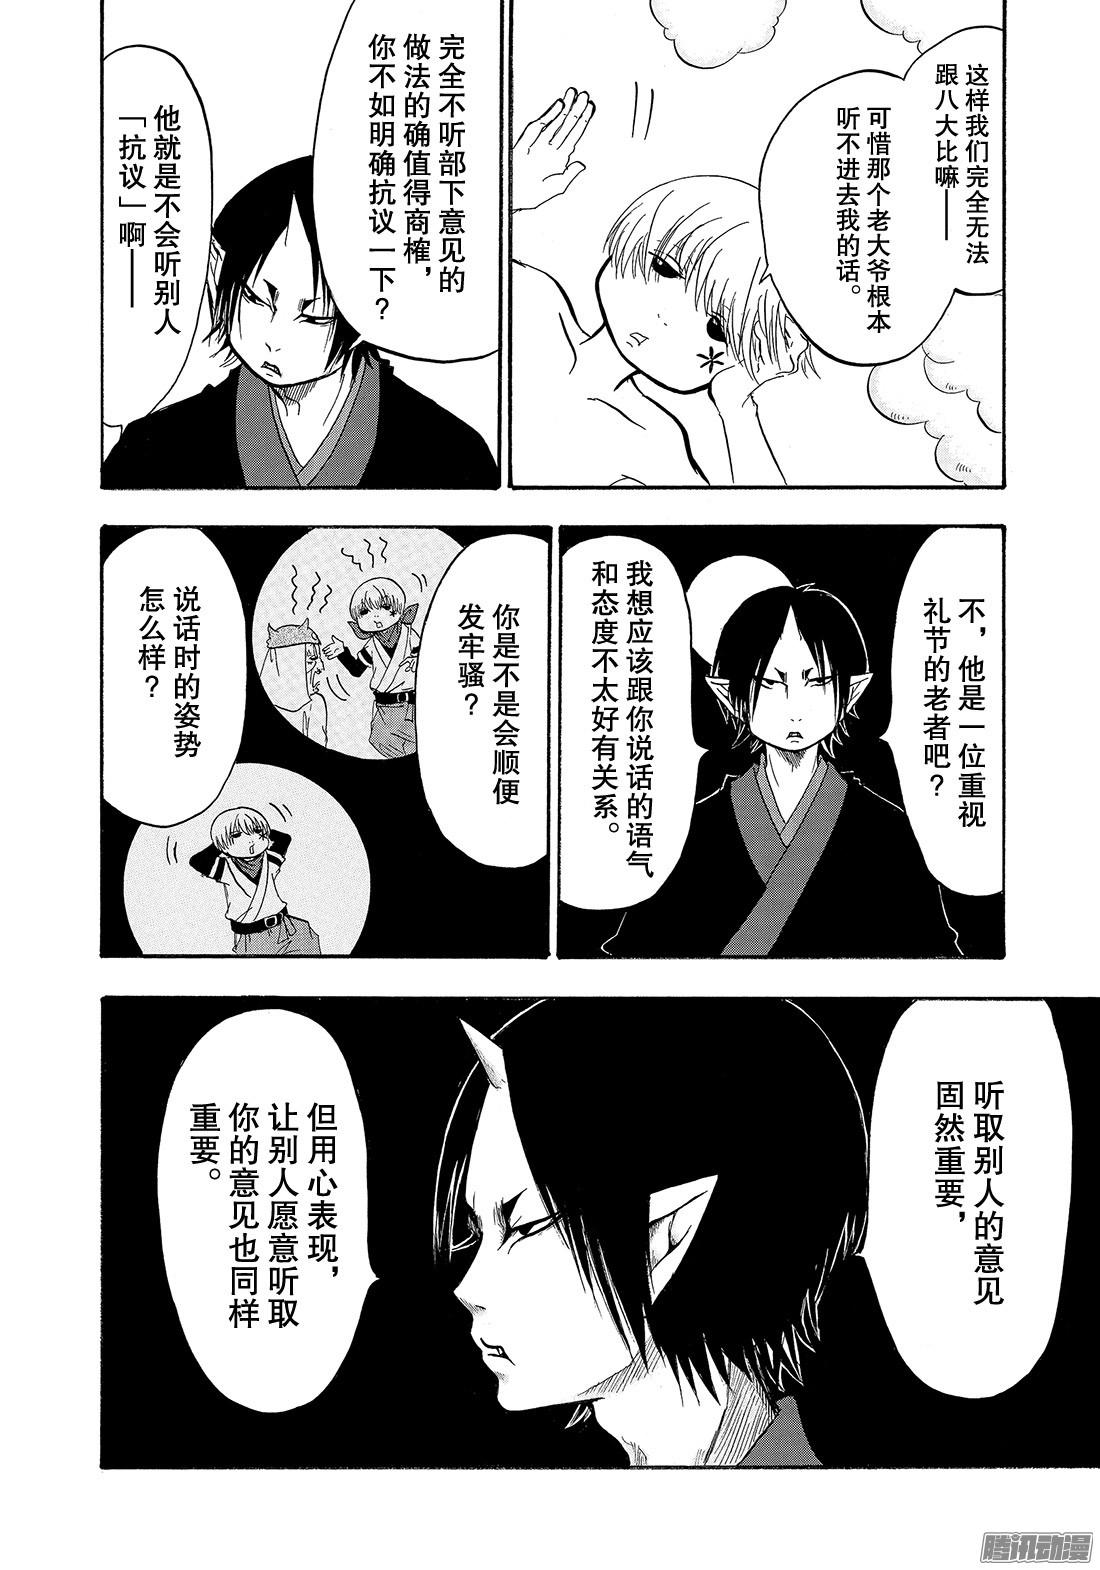 这样我们完全无法
跟八大比嘛——
可惜那个老大爷根本
听不进去我的话。
完全不听部下意见的
做法的确值得商榷，
你不如明确抗议一下？
他就是不会听别人
「抗议」啊——
不，他是一位重视
礼节的老者吧？
我想应该跟你说话的语气
和态度不太好有关系。
你是不是会顺便
发牢骚？
说话时的姿势
怎么样？
听取别人的意见
固然重要，
但用心表现，
让别人愿意听取
你的意见也同样
重要。
腾讯动漫